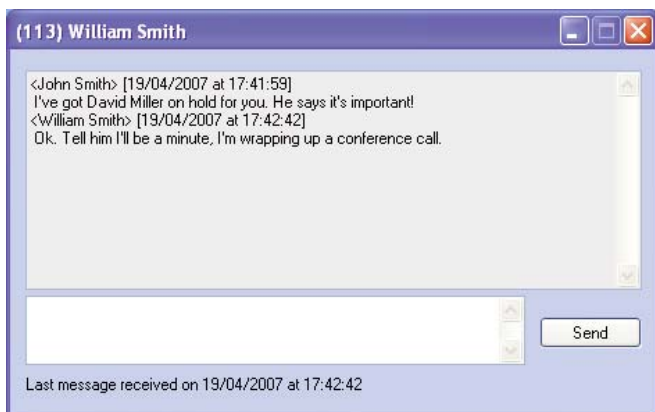 (113) William Smith
<John Smith> [19/04/2007 at 17:41:59]
I've got David Miller on hold for you. He says it's important!
<William Smith> [19/04/2007 at 17:42:42]
Ok. Tell him I'll be a minute, I'm wrapping up a conference call.
Send
Last message received on 19/04/2007 at 17:42:42